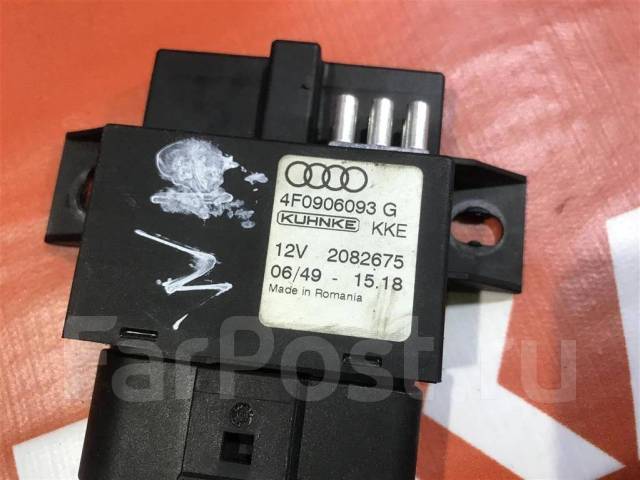 4F0906093 G
KUHNKE KKE
12V 2082675
06/49 - 15.18
Made in Romania
FarPost.ru